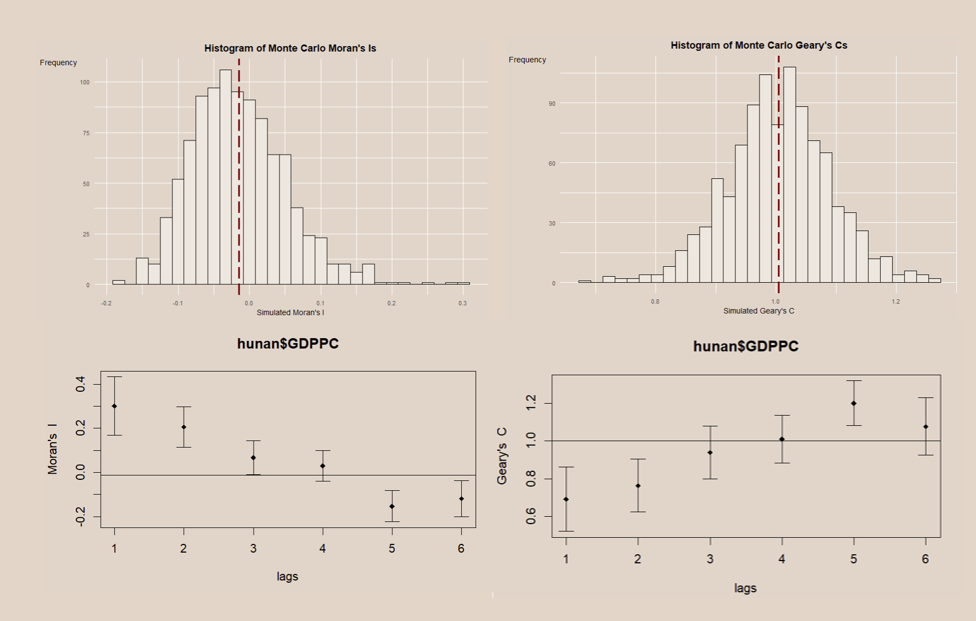 Histogram of Monte Carlo Moran's Is
Frequency
100
75
50
25
0
-0.2 -0.1 0.0 0.1 0.2 0.3
Simulated Moran's I
Histogram of Monte Carlo Geary's Cs
Frequency
90
60
30
0
0.8 1.0 1.2
Simulated Geary's C
hunan$GDPPC
Moran's I
0.4
0.2
0.0
-0.2
1 2 3 4 5 6
lags
hunan$GDPPC
Geary's C
1.2
1.0
0.8
0.6
1 2 3 4 5 6
lags